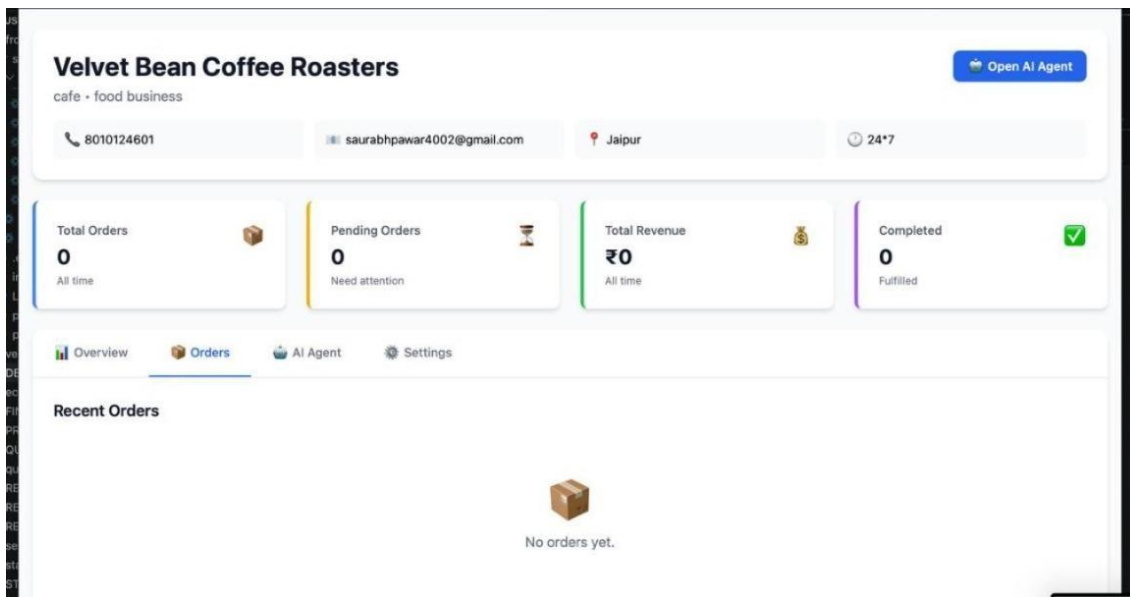 Velvet Bean Coffee Roasters
Open AI Agent
cafe • food business
8010124601
saurabhpawar4002@gmail.com
Jaipur
24*7
Total Orders
0
All time
Pending Orders
0
Need attention
Total Revenue
₹0
All time
Completed
0
Fulfilled
Overview
Orders
AI Agent
Settings
Recent Orders
No orders yet.